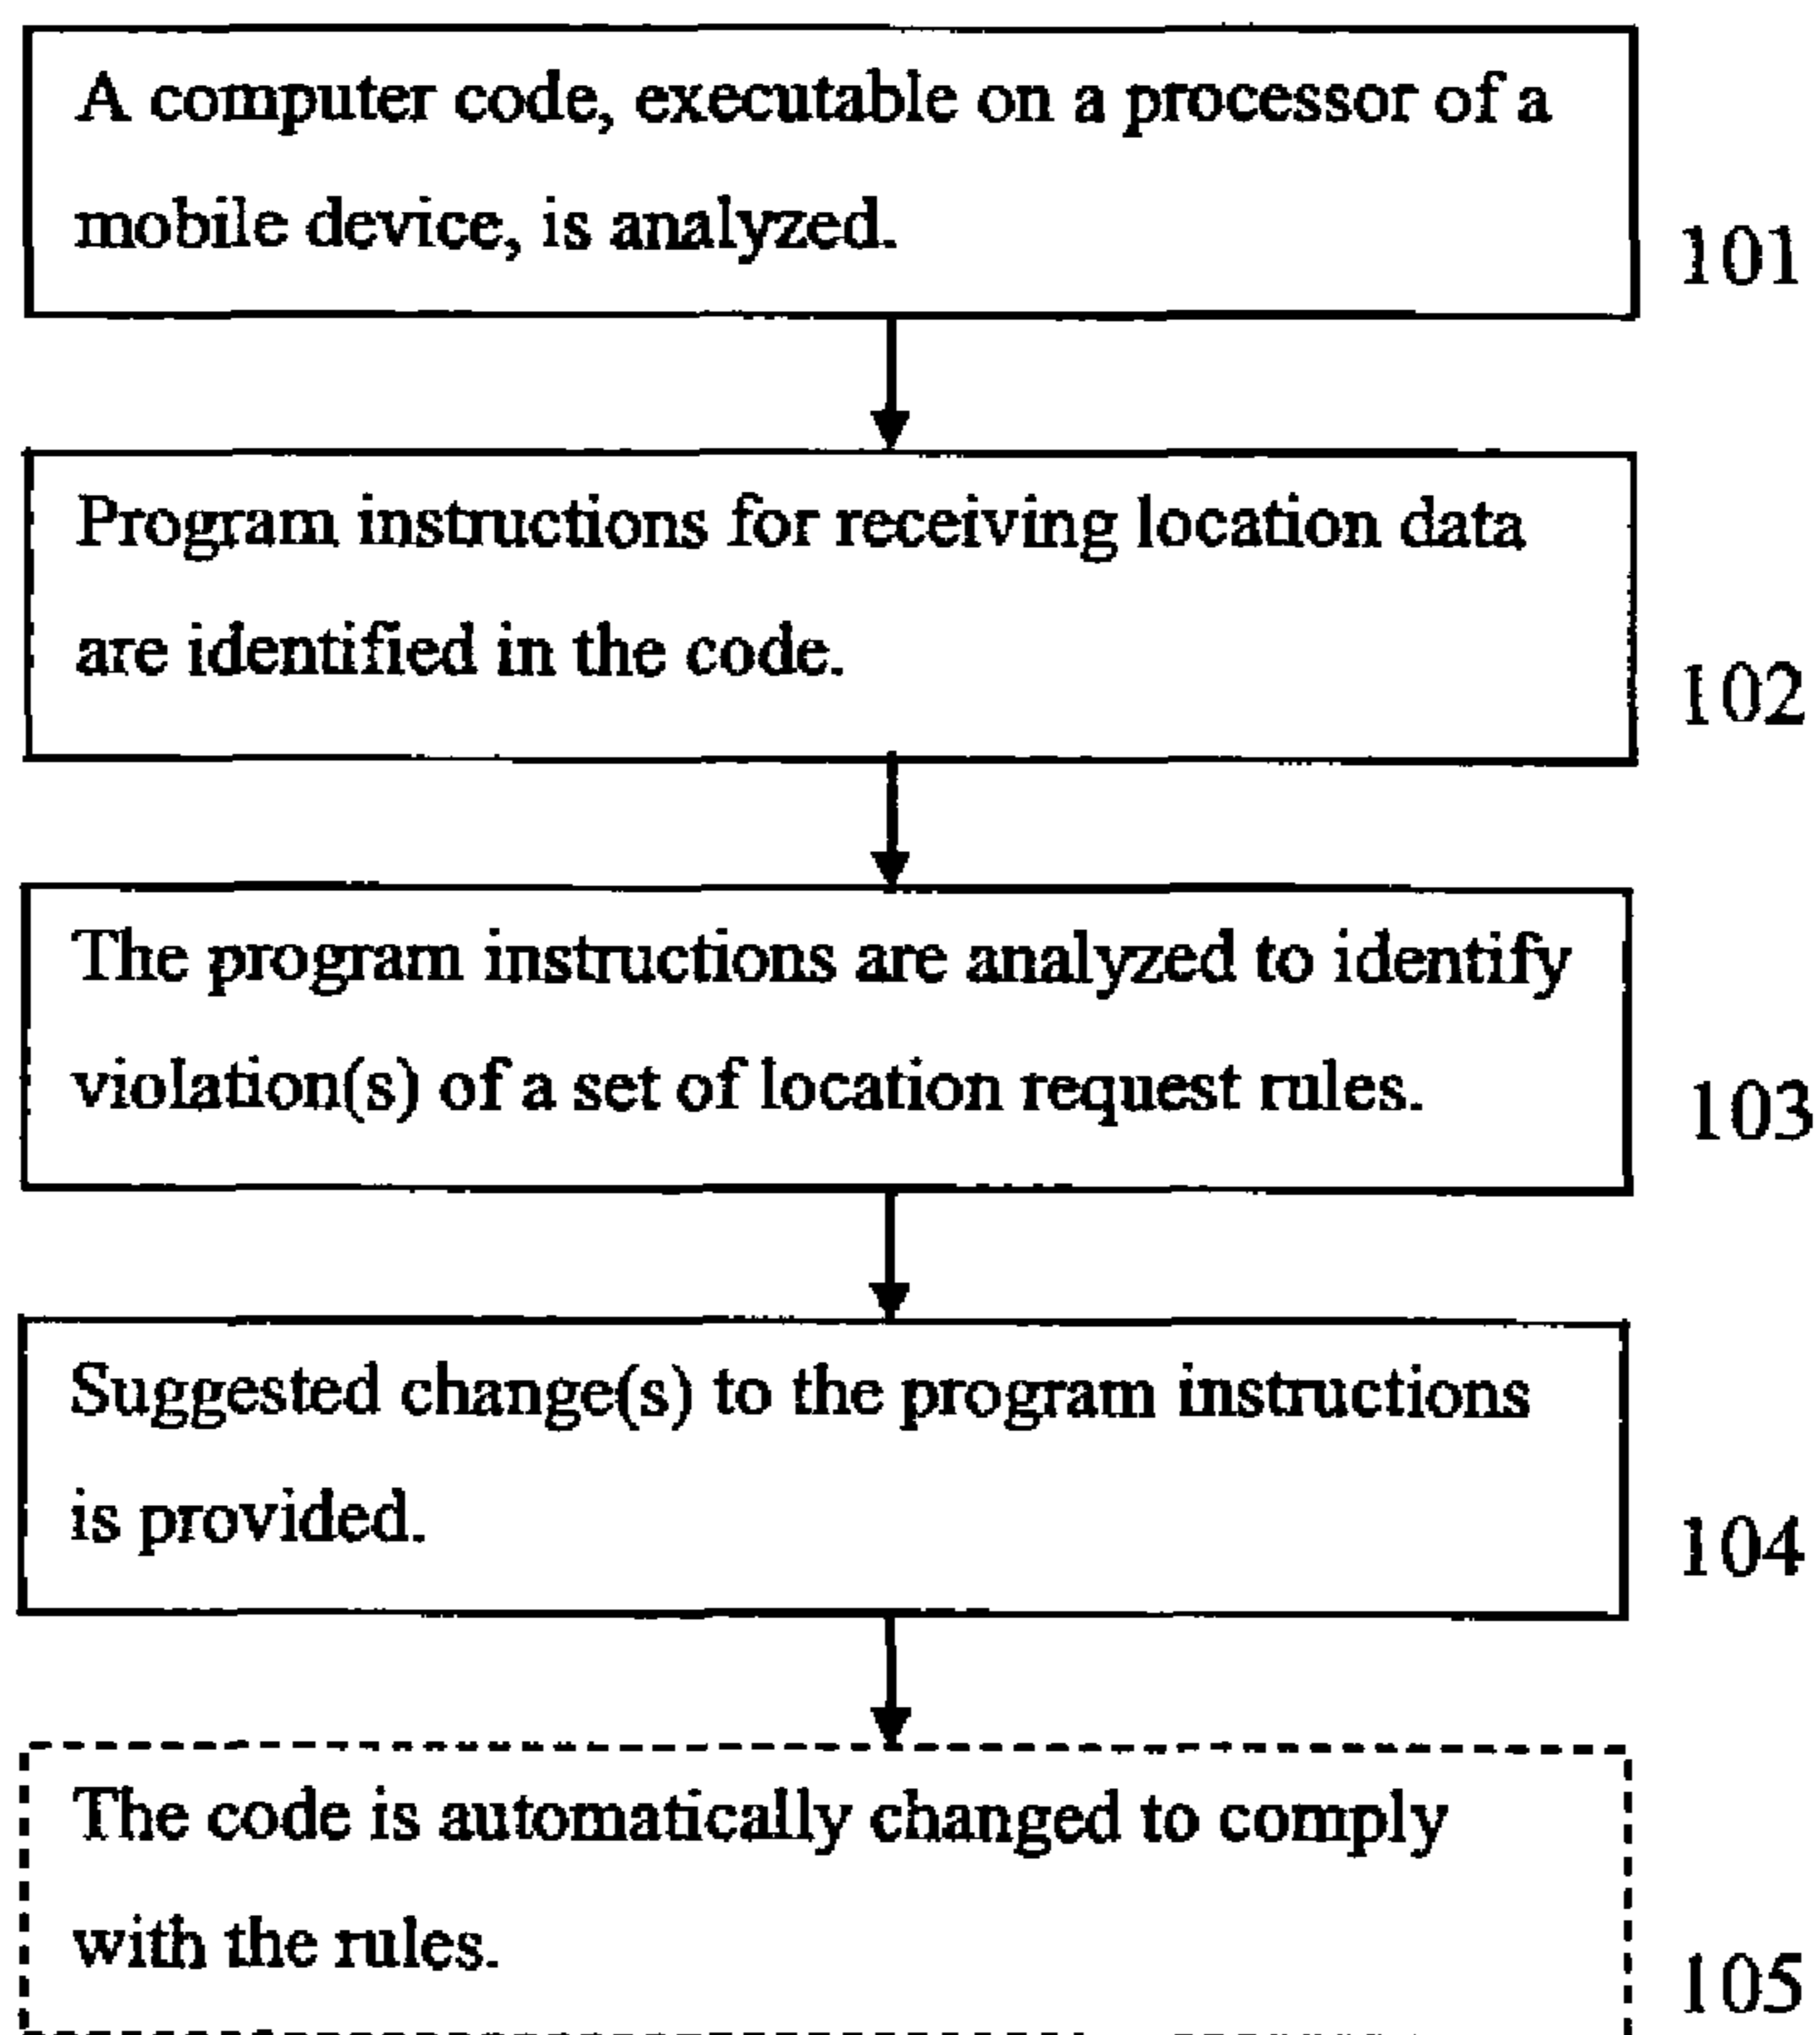 A computer code, executable on a processor of a
mobile device, is analyzed.
101
Program instructions for receiving location data
are identified in the code.
102
The program instructions are analyzed to identify
violation(s) of a set of location request rules.
103
Suggested change(s) to the program instructions
is provided.
104
The code is automatically changed to comply
with the rules.
105